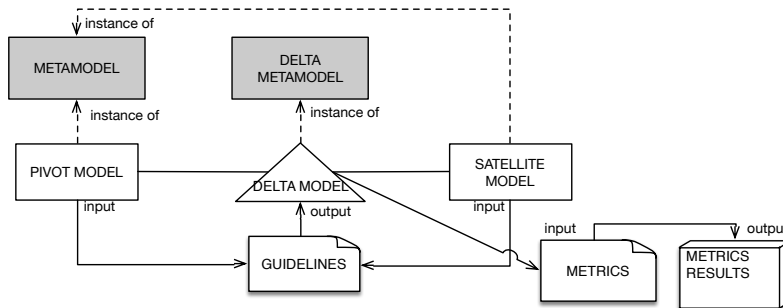 instance of
METAMODEL
DELTA
METAMODEL
instance of
instance of
PIVOT MODEL
DELTA MODEL
SATELLITE
MODEL
input
output
input
GUIDELINES
input
output
METRICS
METRICS
RESULTS